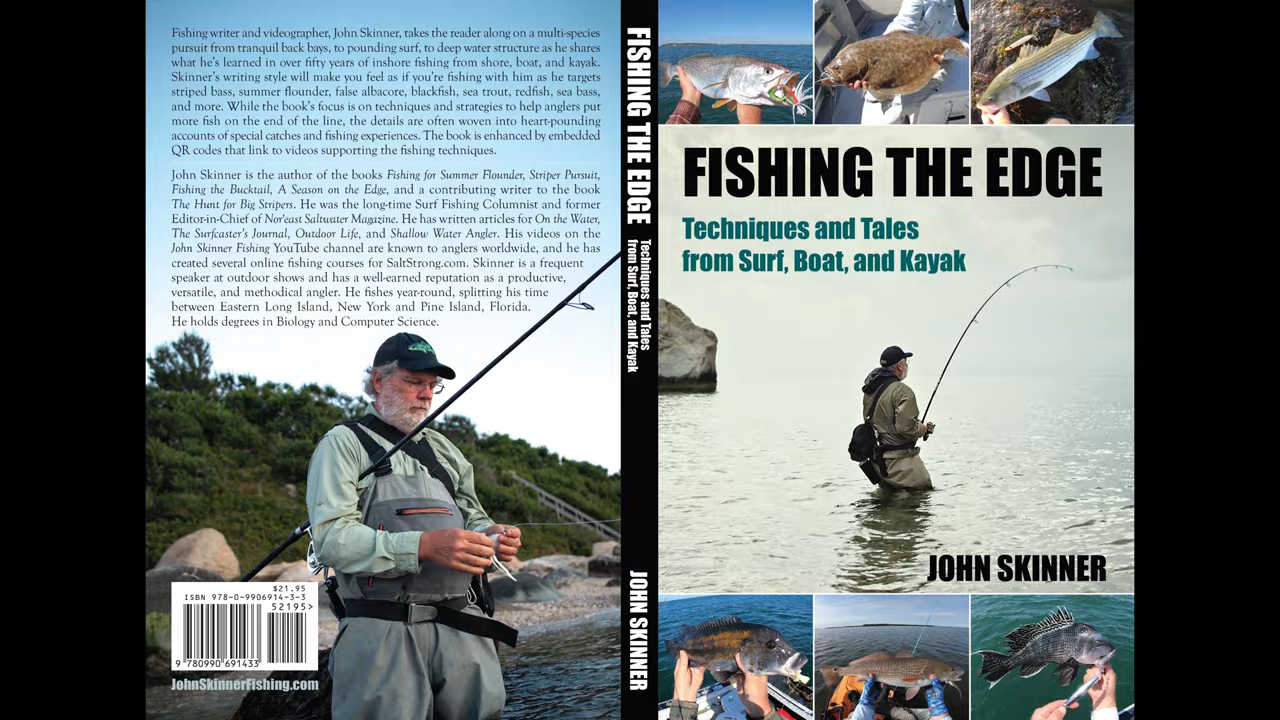 Fishing writer and videographer, John Skinner, takes the reader along on a multi-species
pursuit from tranquil back bays, to pounding surf, to deep water structure as he shares
what he's learned in over fifty years of inshore fishing from shore, boat, and kayak.
Skinner's writing style will make you feel as if you're fishing with him as he targets
striped bass, summer flounder, false albacore, blackfish, sea trout, redfish, sea bass,
and more. While the book's focus is on techniques and strategies to help anglers put
more fish on the end of the line, the details are often woven into heart-pounding
accounts of special catches and fishing experiences. The book is enhanced by embedded
QR codes that link to videos supporting the fishing techniques.
John Skinner is the author of the books Fishing for Summer Flounder, Striper Pursuit,
Fishing the Bucktail, A Season on the Edge, and a contributing writer to the book
The Hunt for Big Stripers. He was the long-time Surf Fishing Columnist and former
Editor-in-Chief of Nor'east Saltwater Magazine. He has written articles for On the Water,
The Surfcaster's Journal, Outdoor Life, and Shallow Water Angler. His videos on the
John Skinner Fishing YouTube channel are known to anglers worldwide, and he has
created several online fishing courses for SaltStrong.com. Skinner is a frequent
speaker at outdoor shows and has earned a reputation as a productive,
versatile, and methodical angler. He fishes year-round, splitting his time
between Eastern Long Island, New York and Pine Island, Florida.
He holds degrees in Biology and Computer Science.
$21.95
ISBN 978-0-9906914-3-3
52195>
9 780990 691433
JohnSkinnerFishing.com
FISHING THE EDGE
Techniques and Tales
from Surf, Boat, and Kayak
JOHN SKINNER
FISHING THE EDGE
Techniques and Tales
from Surf, Boat, and Kayak
JOHN SKINNER